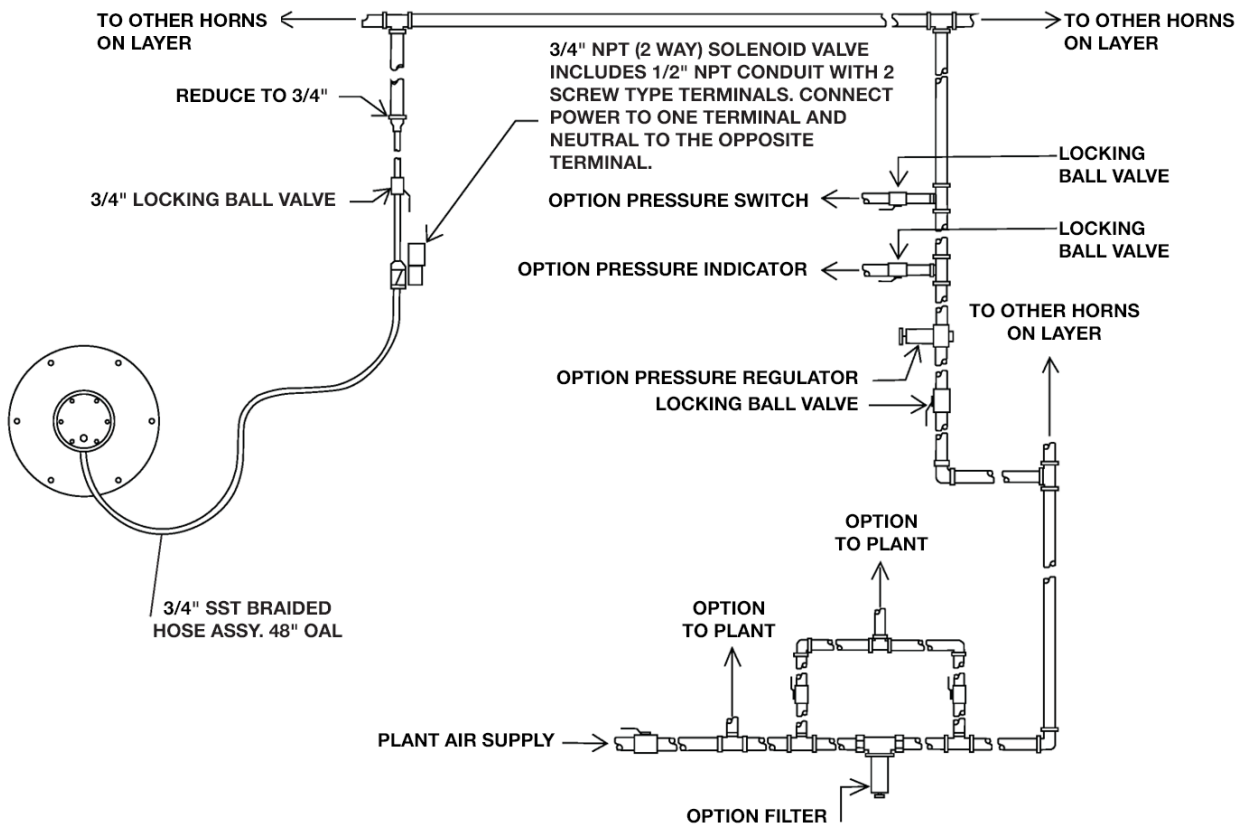 TO OTHER HORNS
ON LAYER
TO OTHER HORNS
ON LAYER
3/4" NPT (2 WAY) SOLENOID VALVE
INCLUDES 1/2" NPT CONDUIT WITH 2
SCREW TYPE TERMINALS. CONNECT
POWER TO ONE TERMINAL AND
NEUTRAL TO THE OPPOSITE
TERMINAL.
REDUCE TO 3/4"
LOCKING
BALL VALVE
3/4" LOCKING BALL VALVE
OPTION PRESSURE SWITCH
LOCKING
BALL VALVE
OPTION PRESSURE INDICATOR
TO OTHER HORNS
ON LAYER
OPTION PRESSURE REGULATOR
LOCKING BALL VALVE
OPTION
TO PLANT
3/4" SST BRAIDED
HOSE ASSY. 48" OAL
OPTION
TO PLANT
PLANT AIR SUPPLY
OPTION FILTER